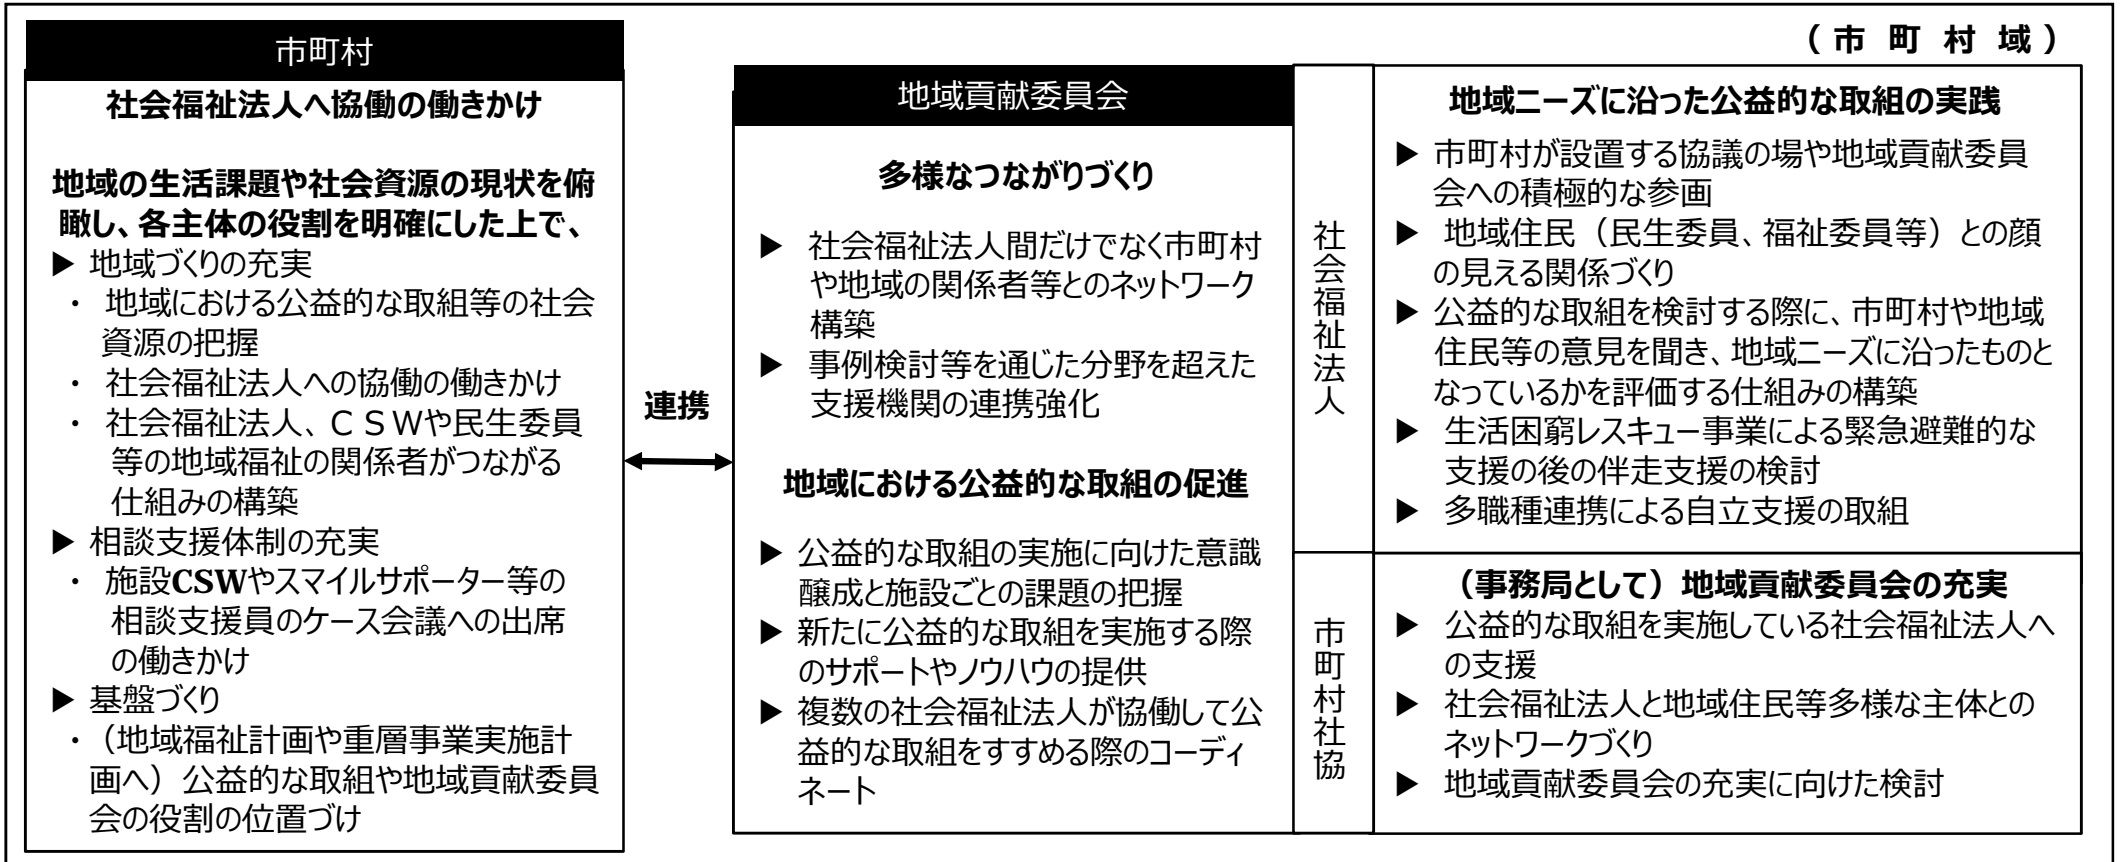 （市 町 村 域）
市町村
社会福祉法人へ協働の働きかけ
地域の生活課題や社会資源の現状を俯
瞰し、各主体の役割を明確にした上で、
▶ 地域づくりの充実
・ 地域における公益的な取組等の社会
資源の把握
・ 社会福祉法人への協働の働きかけ
・ 社会福祉法人、ＣＳＷや民生委員
等の地域福祉の関係者がつながる
仕組みの構築
▶ 相談支援体制の充実
・ 施設CSWやスマイルサポーター等の
相談支援員のケース会議への出席
の働きかけ
▶ 基盤づくり
・（地域福祉計画や重層事業実施計
画へ）公益的な取組や地域貢献委員
会の役割の位置づけ
連携
地域貢献委員会
多様なつながりづくり
▶ 社会福祉法人間だけでなく市町村
や地域の関係者等とのネットワーク
構築
▶ 事例検討等を通じた分野を超えた
支援機関の連携強化
地域における公益的な取組の促進
▶ 公益的な取組の実施に向けた意識
醸成と施設ごとの課題の把握
▶ 新たに公益的な取組を実施する際
のサポートやノウハウの提供
▶ 複数の社会福祉法人が協働して公
益的な取組をすすめる際のコーディ
ネート
社会福祉法人
地域ニーズに沿った公益的な取組の実践
▶ 市町村が設置する協議の場や地域貢献委員
会への積極的な参画
▶ 地域住民（民生委員、福祉委員等）との顔
の見える関係づくり
▶ 公益的な取組を検討する際に、市町村や地域
住民等の意見を聞き、地域ニーズに沿ったものと
なっているかを評価する仕組みの構築
▶ 生活困窮レスキュー事業による緊急避難的な
支援の後の伴走支援の検討
▶ 多職種連携による自立支援の取組
市町村社協
（事務局として）地域貢献委員会の充実
▶ 公益的な取組を実施している社会福祉法人へ
の支援
▶ 社会福祉法人と地域住民等多様な主体との
ネットワークづくり
▶ 地域貢献委員会の充実に向けた検討